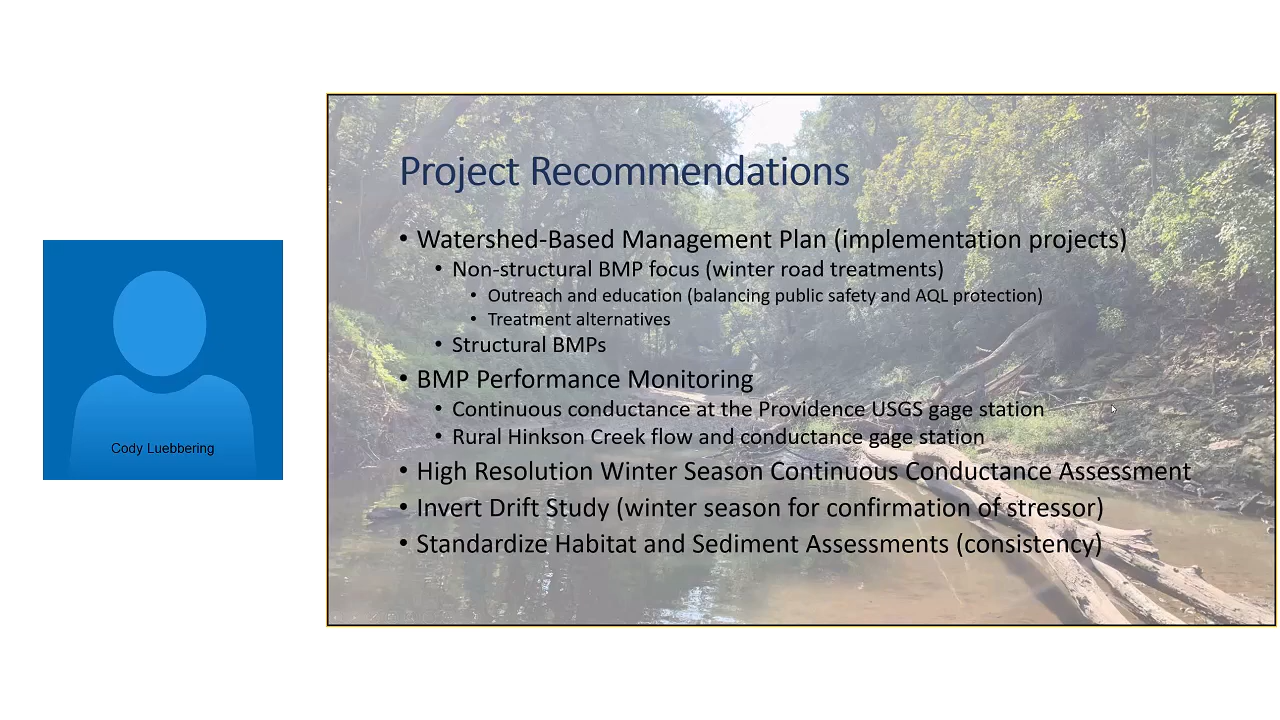 Project Recommendations
• Watershed-Based Management Plan (implementation projects)
• Non-structural BMP focus (winter road treatments)
• Outreach and education (balancing public safety and AQL protection)
• Treatment alternatives
• Structural BMPs
• BMP Performance Monitoring
• Continuous conductance at the Providence USGS gage station
• Rural Hinkson Creek flow and conductance gage station
• High Resolution Winter Season Continuous Conductance Assessment
• Invert Drift Study (winter season for confirmation of stressor)
• Standardize Habitat and Sediment Assessments (consistency)
Cody Luebbering